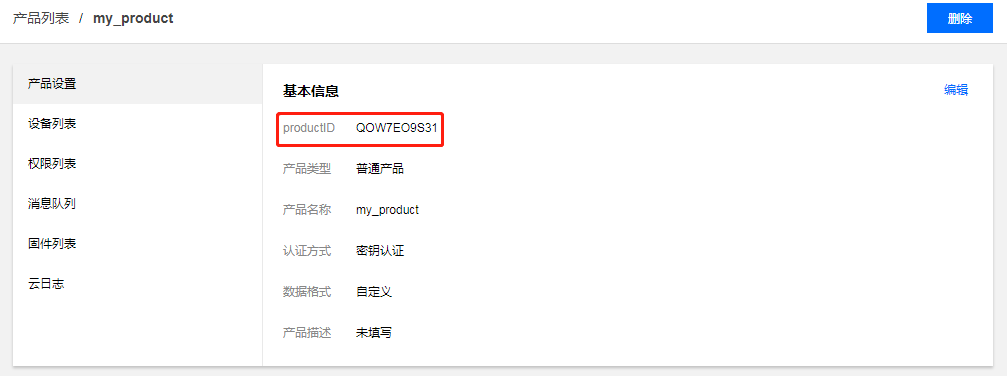 产品列表 / my_product
删除
产品设置
设备列表
权限列表
消息队列
固件列表
云日志
基本信息
编辑
productID QOW7EO9S31
产品类型 普通产品
产品名称 my_product
认证方式 密钥认证
数据格式 自定义
产品描述 未填写